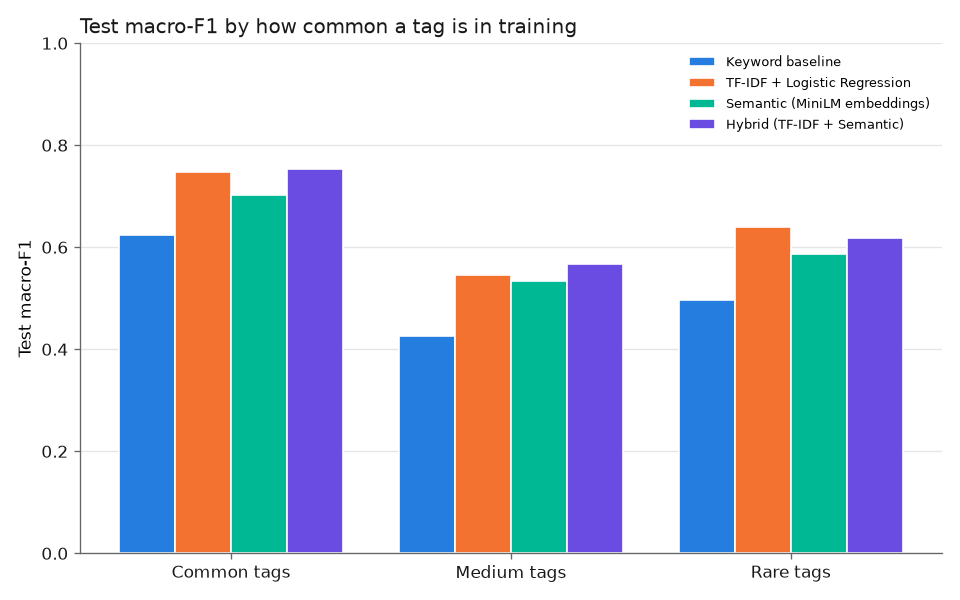 Test macro-F1 by how common a tag is in training
Keyword baseline
TF-IDF + Logistic Regression
Semantic (MiniLM embeddings)
Hybrid (TF-IDF + Semantic)
Test macro-F1
1.0
0.8
0.6
0.4
0.2
0.0
Common tags
Medium tags
Rare tags